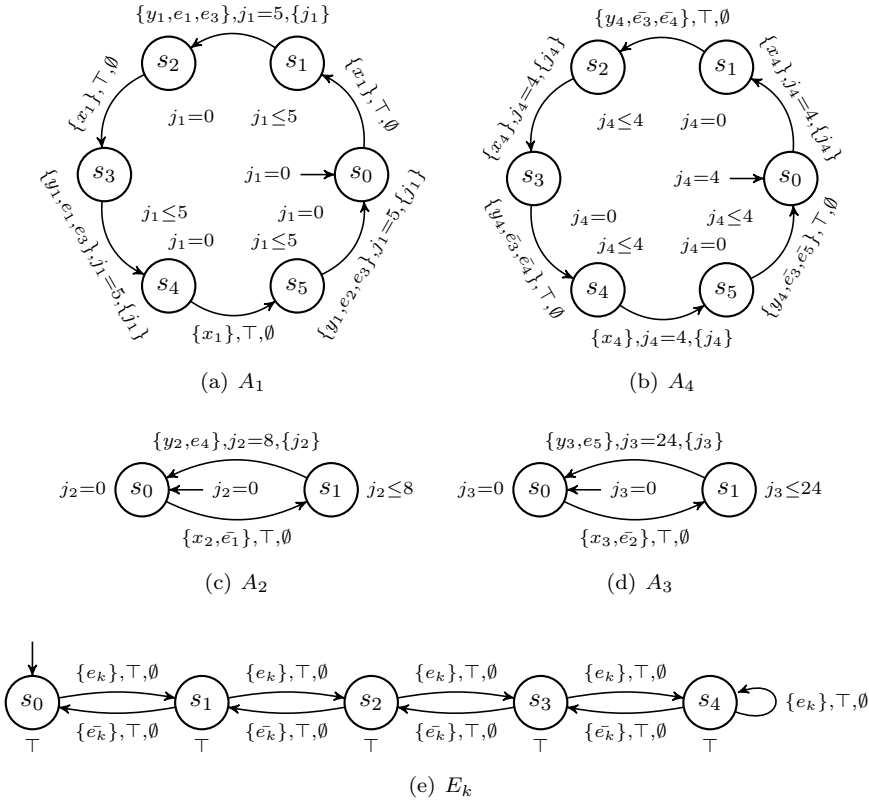 {y₁,e₁,e₃},j₁=5,{j₁}
s₂
s₁
{x₁},⊤,∅
{x₁},⊤,∅
j₁=0
j₁≤5
s₃
j₁=0
s₀
j₁≤5
j₁=0
j₁=0
j₁≤5
{y₁,e₁,e₃},j₁=5,{j₁}
{y₁,e₂,e₃},j₁=5,{j₁}
s₄
s₅
{x₁},⊤,∅
(a) A₁
{y₄,ē₃,ē₄},⊤,∅
s₂
s₁
{x₄},j₄=4,{j₄}
{x₄},j₄=4,{j₄}
j₄≤4
j₄=0
s₃
j₄=4
s₀
j₄=0
j₄≤4
j₄≤4
j₄=0
{y₄,ē₃,ē₄},⊤,∅
{y₄,ē₃,ē₅},⊤,∅
s₄
s₅
{x₄},j₄=4,{j₄}
(b) A₄
{y₂,e₄},j₂=8,{j₂}
j₂=0
s₀
j₂=0
s₁
j₂≤8
{x₂,ē₁},⊤,∅
(c) A₂
{y₃,e₅},j₃=24,{j₃}
j₃=0
s₀
j₃=0
s₁
j₃≤24
{x₃,ē₂},⊤,∅
(d) A₃
{eₖ},⊤,∅ {eₖ},⊤,∅ {eₖ},⊤,∅ {eₖ},⊤,∅
s₀ s₁ s₂ s₃ s₄ {eₖ},⊤,∅
{ēₖ},⊤,∅ {ēₖ},⊤,∅ {ēₖ},⊤,∅ {ēₖ},⊤,∅
⊤ ⊤ ⊤ ⊤ ⊤
(e) Eₖ